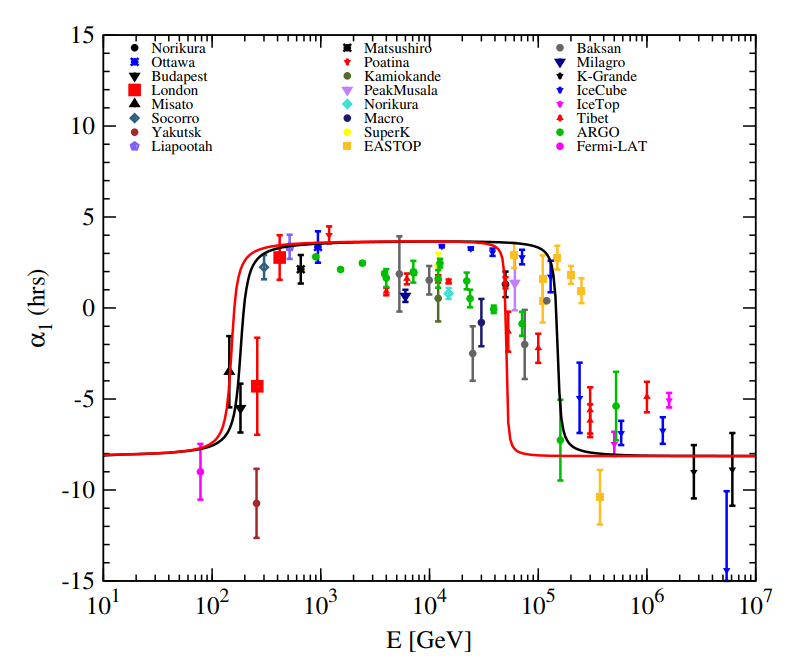 15
10
5
0
-5
-10
-15
α1 (hrs)
Norikura
Ottawa
Budapest
London
Misato
Socorro
Yakutsk
Liapootah
Matsushiro
Poatina
Kamiokande
PeakMusala
Norikura
Macro
SuperK
EASTOP
Baksan
Milagro
K-Grande
IceCube
IceTop
Tibet
ARGO
Fermi-LAT
10^1 10^2 10^3 10^4 10^5 10^6 10^7
E [GeV]